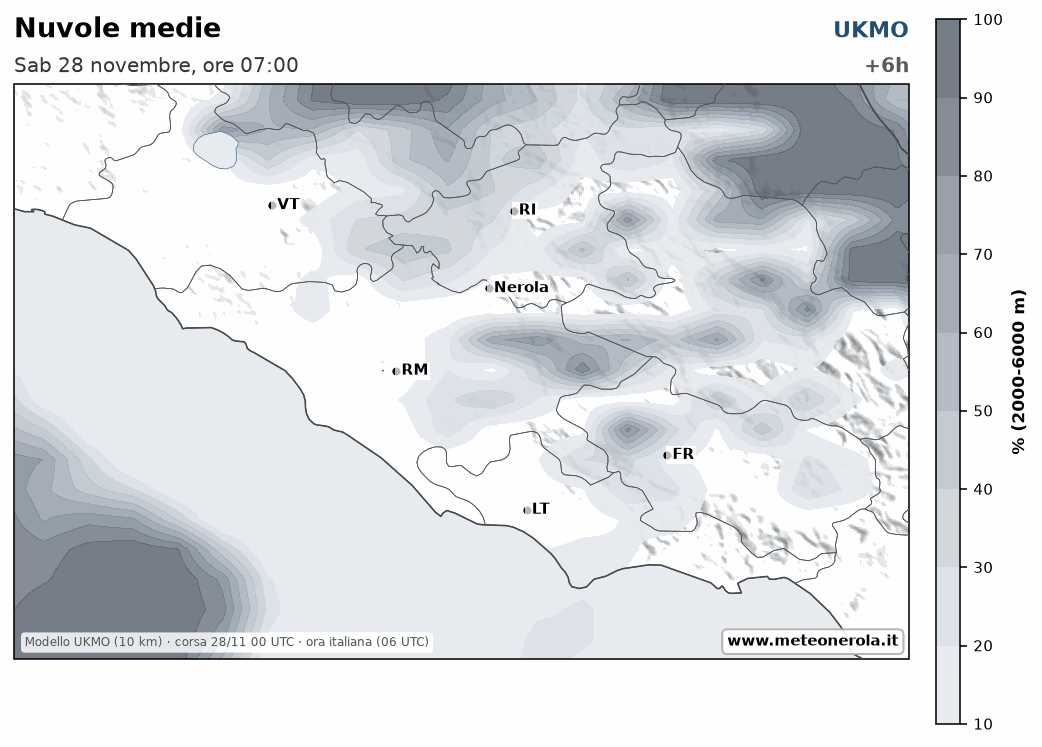 Nuvole medie
UKMO
Sab 28 novembre, ore 07:00
+6h
VT
RI
Nerola
RM
FR
LT
Modello UKMO (10 km) · corsa 28/11 00 UTC · ora italiana (06 UTC)
www.meteonerola.it
100
90
80
70
60
50
40
30
20
10
% (2000-6000 m)